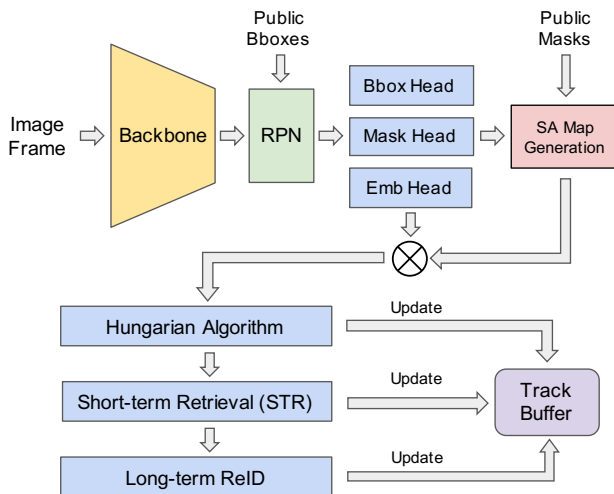 Public
Bboxes
Public
Masks
Image
Frame
Backbone
RPN
Bbox Head
Mask Head
Emb Head
SA Map
Generation
Hungarian Algorithm
Update
Short-term Retrieval (STR)
Update
Track
Buffer
Long-term ReID
Update